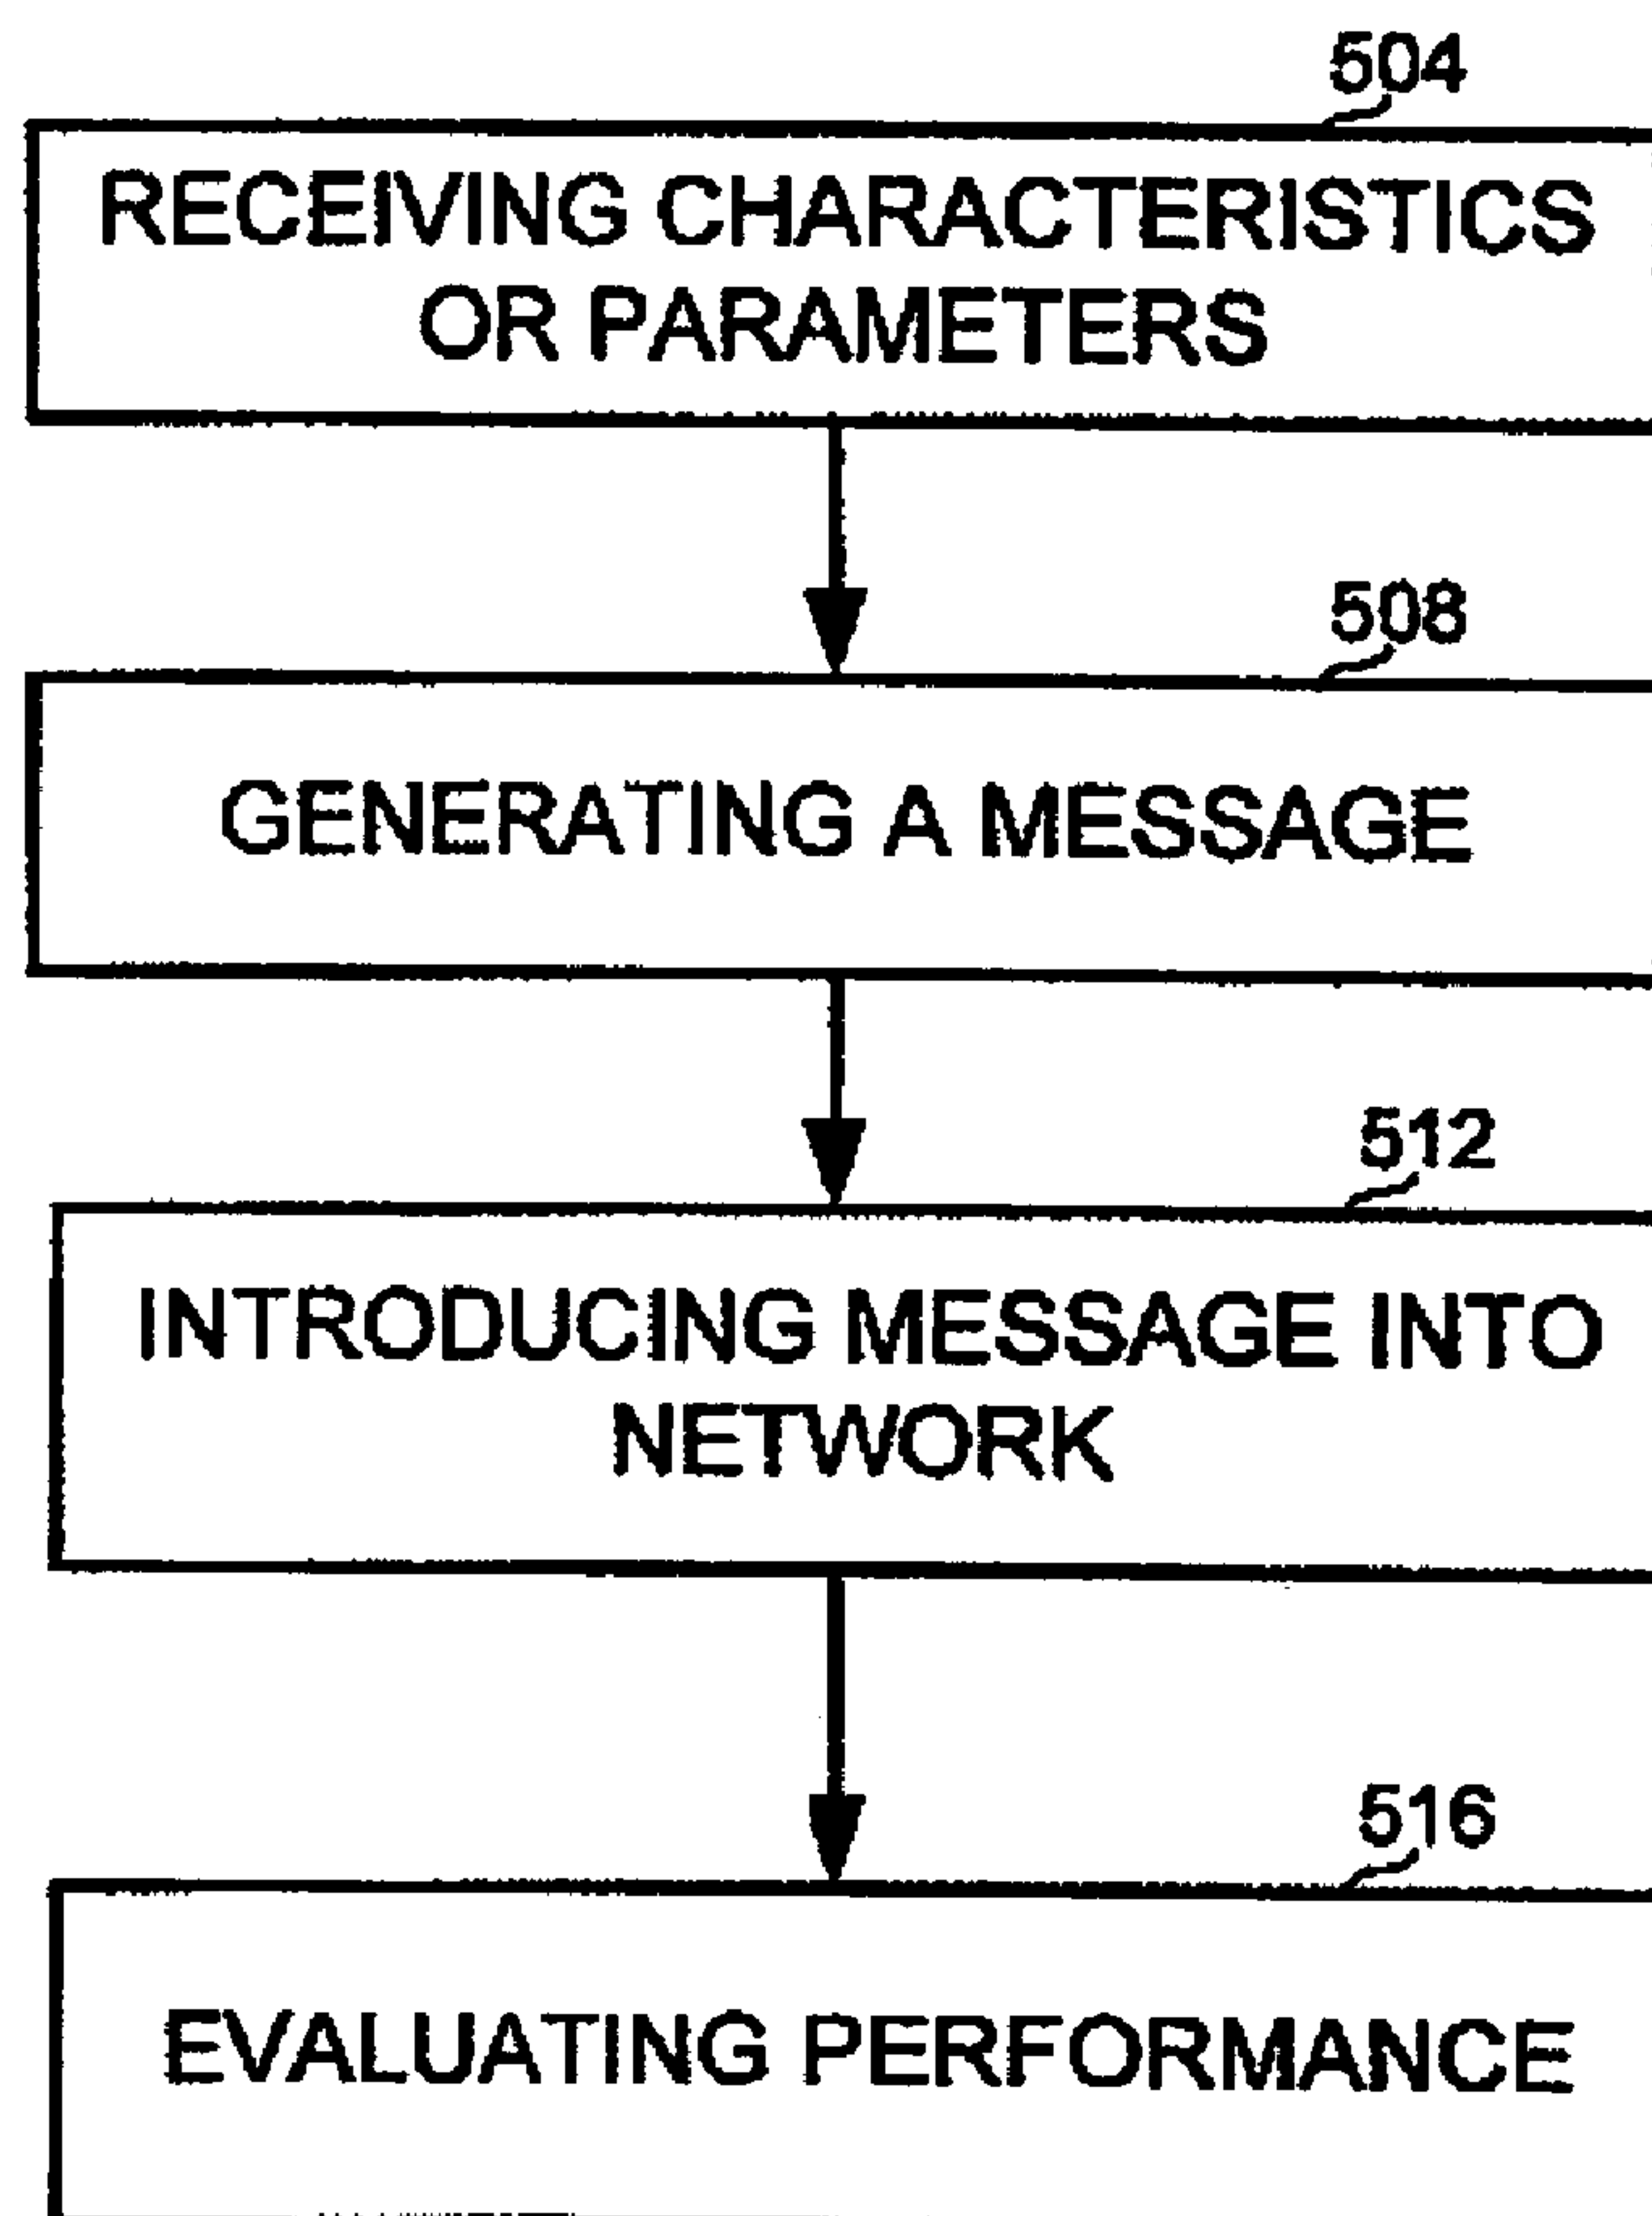 504
RECEIVING CHARACTERISTICS
OR PARAMETERS
508
GENERATING A MESSAGE
512
INTRODUCING MESSAGE INTO
NETWORK
516
EVALUATING PERFORMANCE